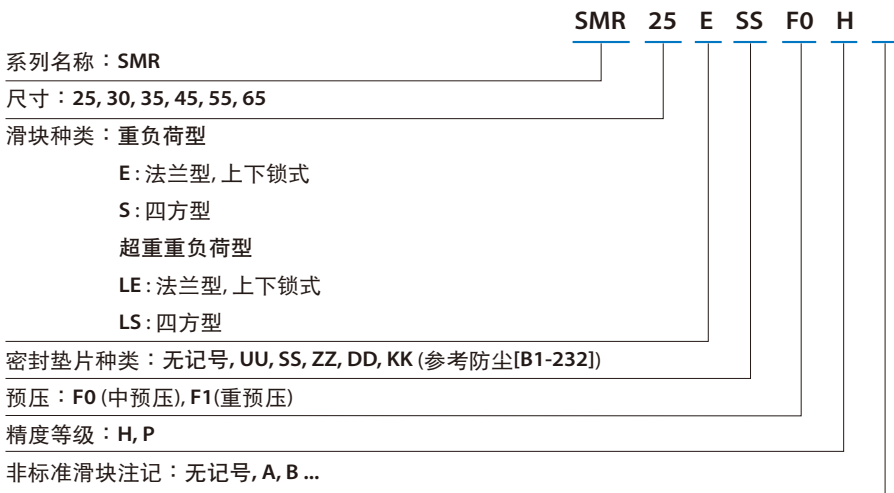 SMR 25 E SS F0 H
系列名称：SMR
尺寸：25, 30, 35, 45, 55, 65
滑块种类：重负荷型
E : 法兰型, 上下锁式
S : 四方型
超重重负荷型
LE : 法兰型, 上下锁式
LS : 四方型
密封垫片种类：无记号, UU, SS, ZZ, DD, KK (参考防尘[B1-232])
预压：F0 (中预压), F1(重预压)
精度等级：H, P
非标准滑块注记：无记号, A, B ...